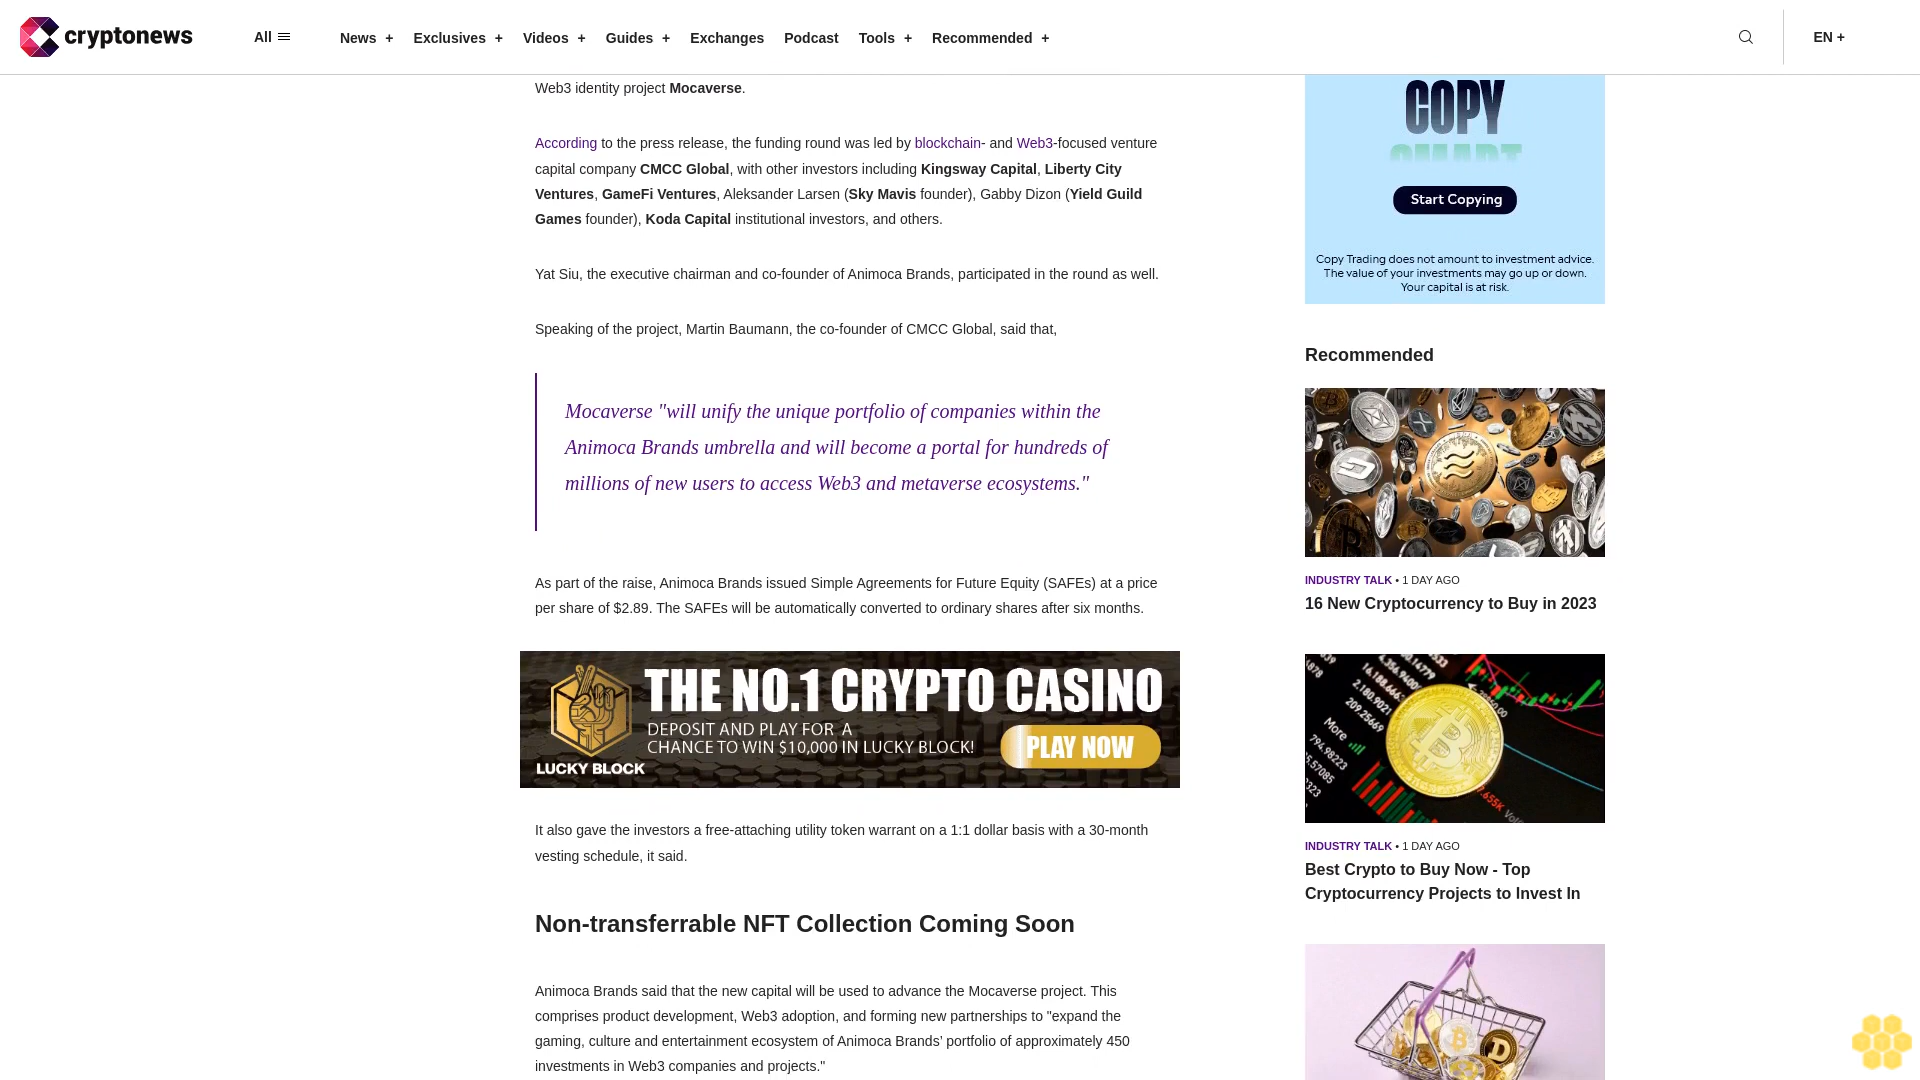 cryptonews
All
News + Exclusives + Videos + Guides + Exchanges Podcast Tools + Recommended +
EN +
Web3 identity project Mocaverse.
According to the press release, the funding round was led by blockchain- and Web3-focused venture
capital company CMCC Global, with other investors including Kingsway Capital, Liberty City
Ventures, GameFi Ventures, Aleksander Larsen (Sky Mavis founder), Gabby Dizon (Yield Guild
Games founder), Koda Capital institutional investors, and others.
Yat Siu, the executive chairman and co-founder of Animoca Brands, participated in the round as well.
Speaking of the project, Martin Baumann, the co-founder of CMCC Global, said that,
Mocaverse "will unify the unique portfolio of companies within the
Animoca Brands umbrella and will become a portal for hundreds of
millions of new users to access Web3 and metaverse ecosystems."
As part of the raise, Animoca Brands issued Simple Agreements for Future Equity (SAFEs) at a price
per share of $2.89. The SAFEs will be automatically converted to ordinary shares after six months.
THE NO.1 CRYPTO CASINO
DEPOSIT AND PLAY FOR A
CHANCE TO WIN $10,000 IN LUCKY BLOCK!
PLAY NOW
LUCKY BLOCK
It also gave the investors a free-attaching utility token warrant on a 1:1 dollar basis with a 30-month
vesting schedule, it said.
Non-transferrable NFT Collection Coming Soon
Animoca Brands said that the new capital will be used to advance the Mocaverse project. This
comprises product development, Web3 adoption, and forming new partnerships to "expand the
gaming, culture and entertainment ecosystem of Animoca Brands' portfolio of approximately 450
investments in Web3 companies and projects."
COPY
Start Copying
Copy Trading does not amount to investment advice.
The value of your investments may go up or down.
Your capital is at risk.
Recommended
INDUSTRY TALK • 1 DAY AGO
16 New Cryptocurrency to Buy in 2023
More
INDUSTRY TALK • 1 DAY AGO
Best Crypto to Buy Now - Top
Cryptocurrency Projects to Invest In